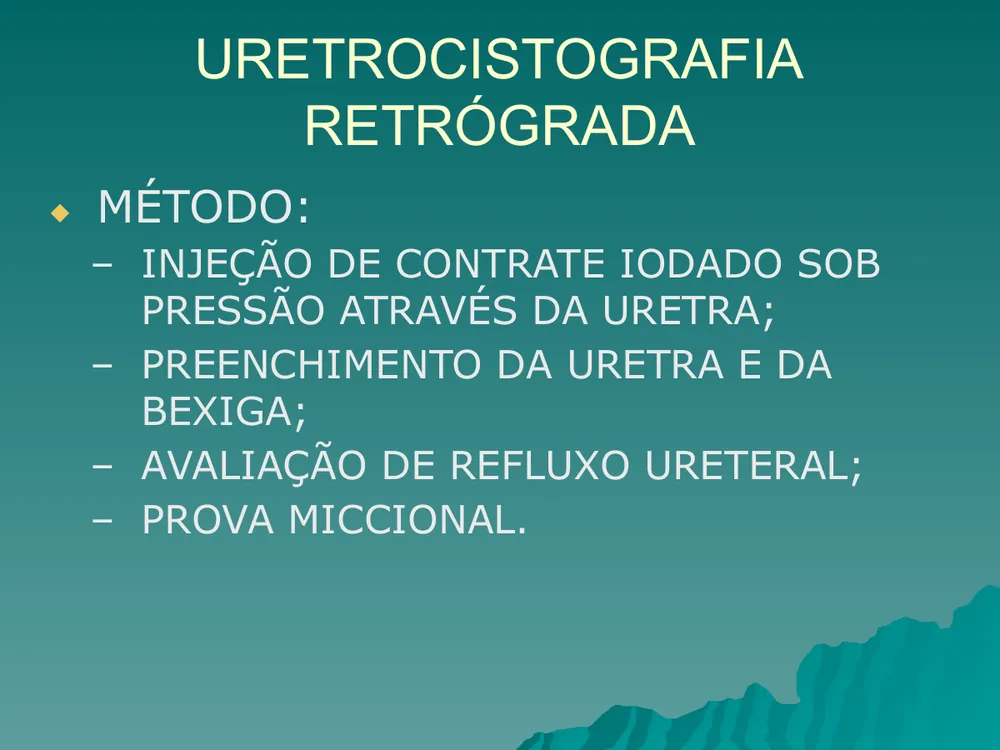 URETROCISTOGRAFIA
RETRÓGRADA
MÉTODO:
– INJEÇÃO DE CONTRATE IODADO SOB
PRESSÃO ATRAVÉS DA URETRA;
– PREENCHIMENTO DA URETRA E DA
BEXIGA;
– AVALIAÇÃO DE REFLUXO URETERAL;
– PROVA MICCIONAL.